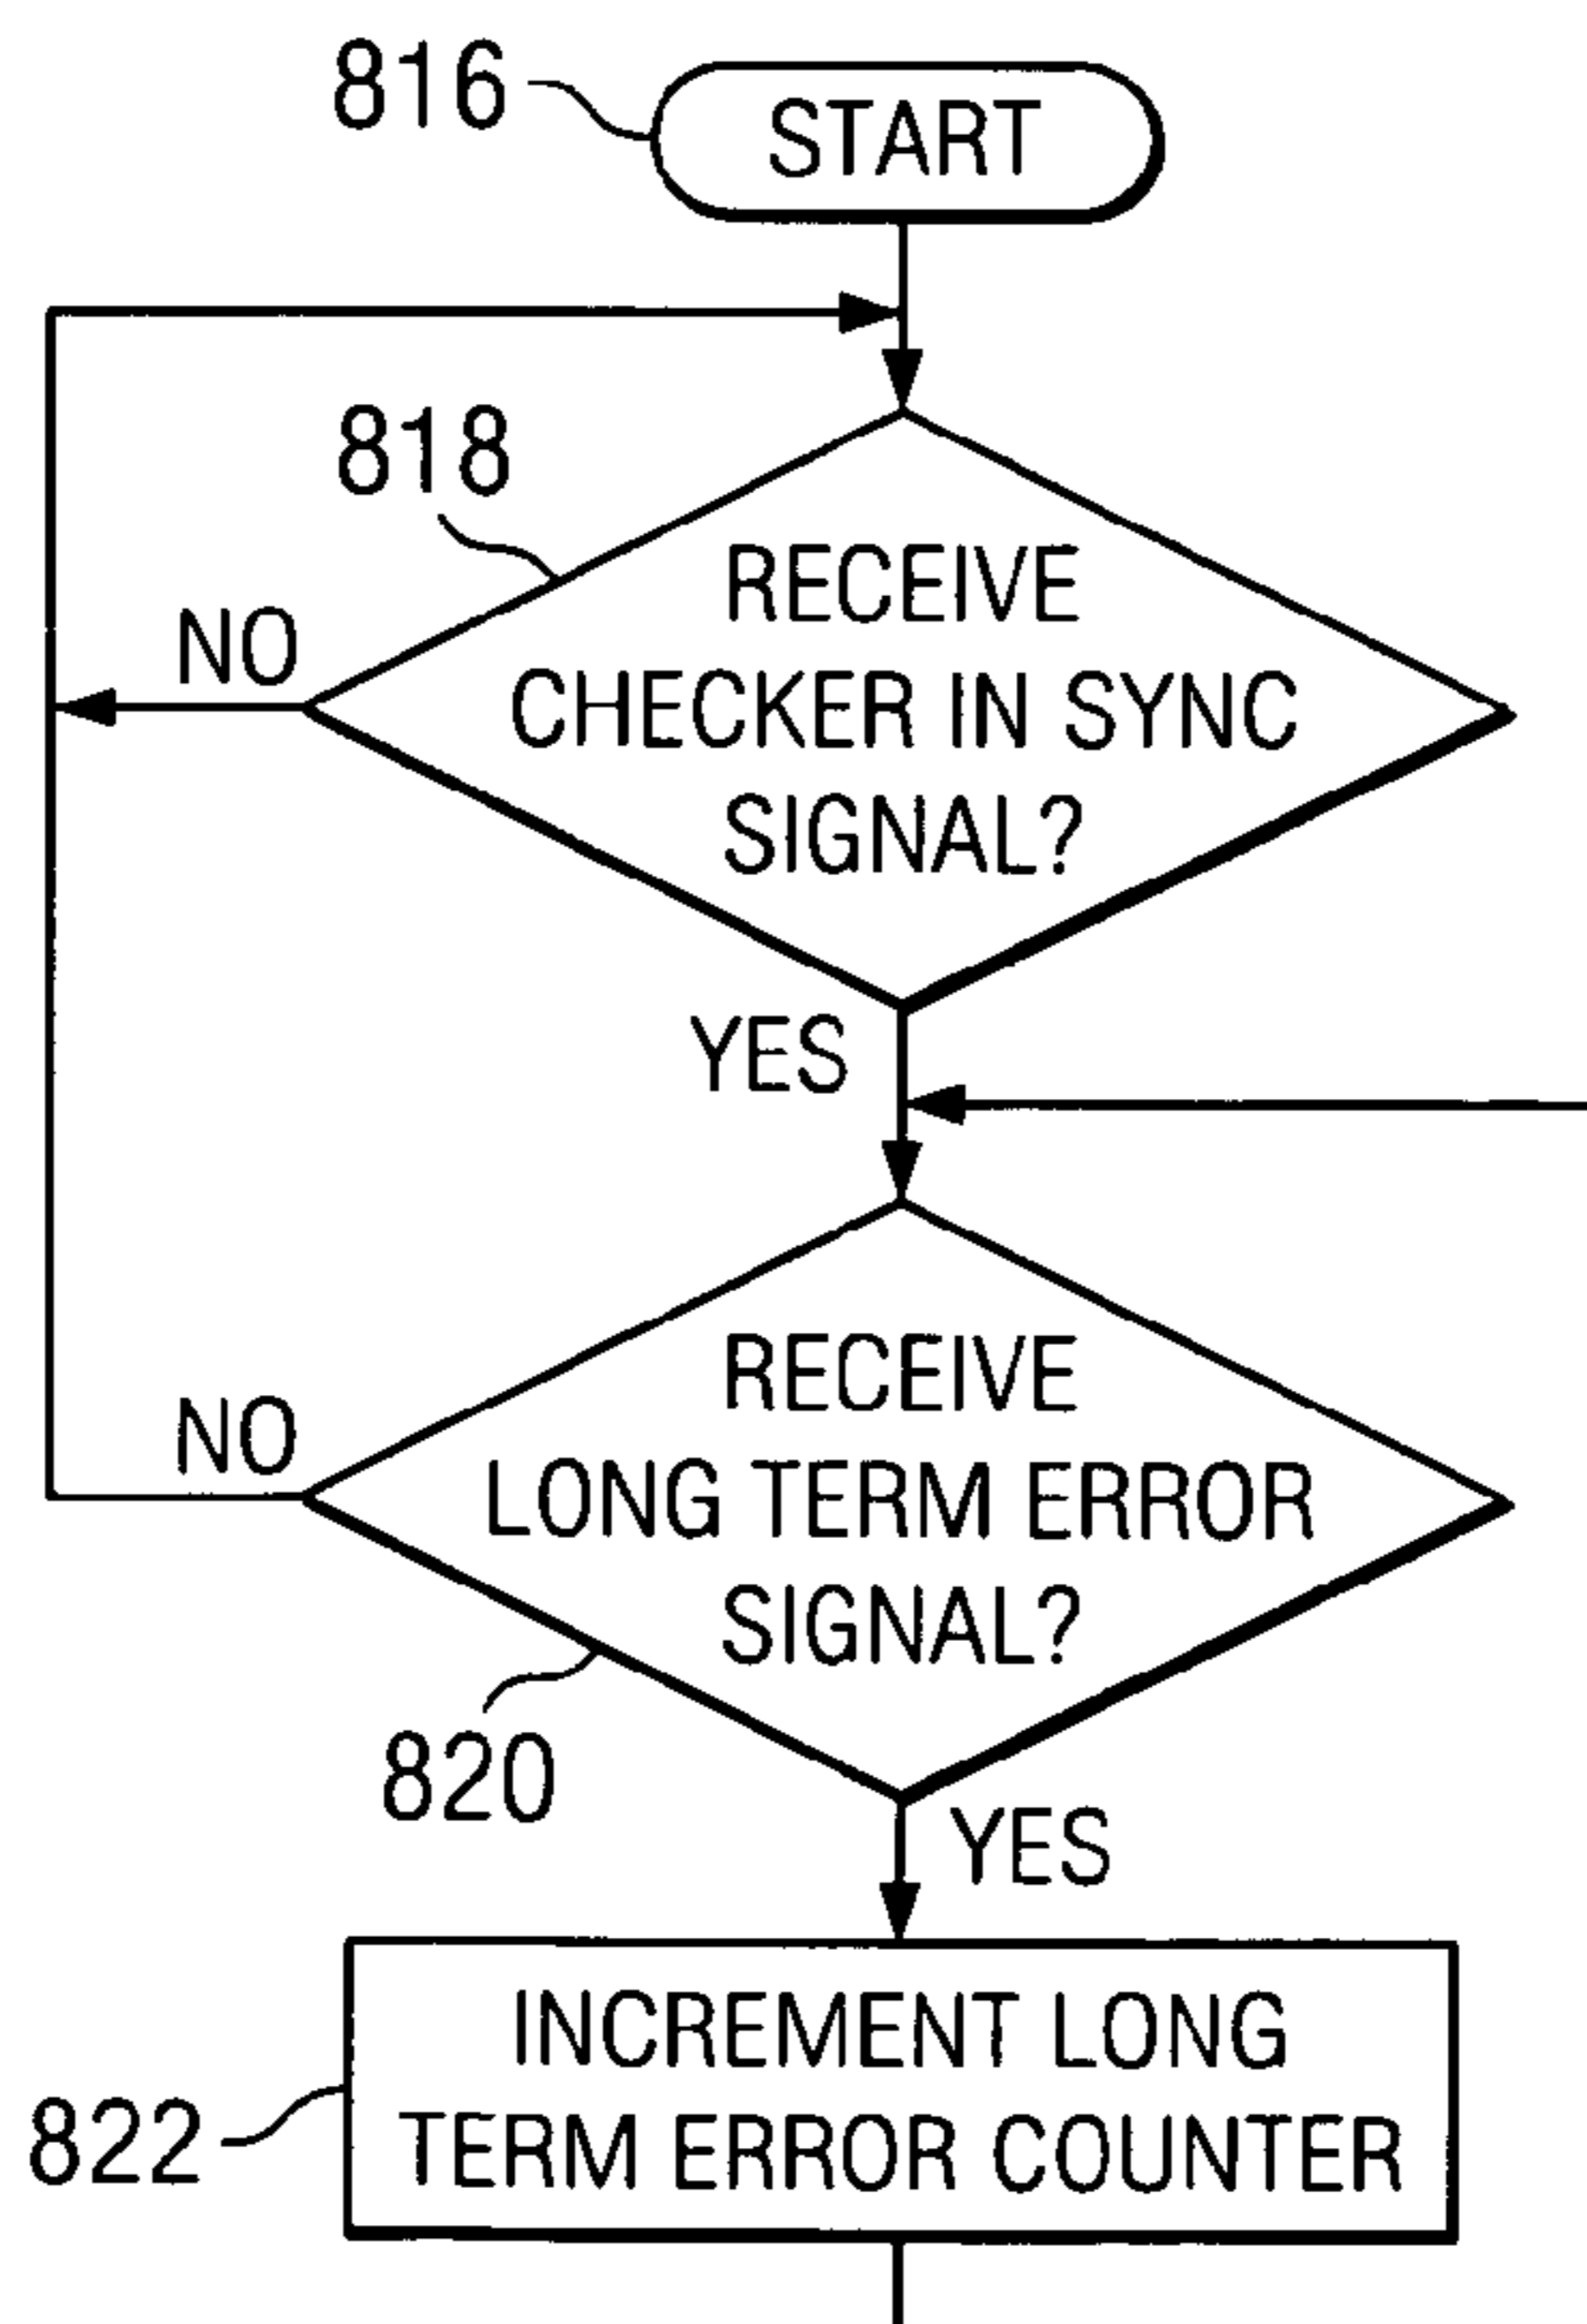 816
START
818
RECEIVE
CHECKER IN SYNC
SIGNAL?
NO
YES
RECEIVE
LONG TERM ERROR
SIGNAL?
NO
820
YES
INCREMENT LONG
TERM ERROR COUNTER
822